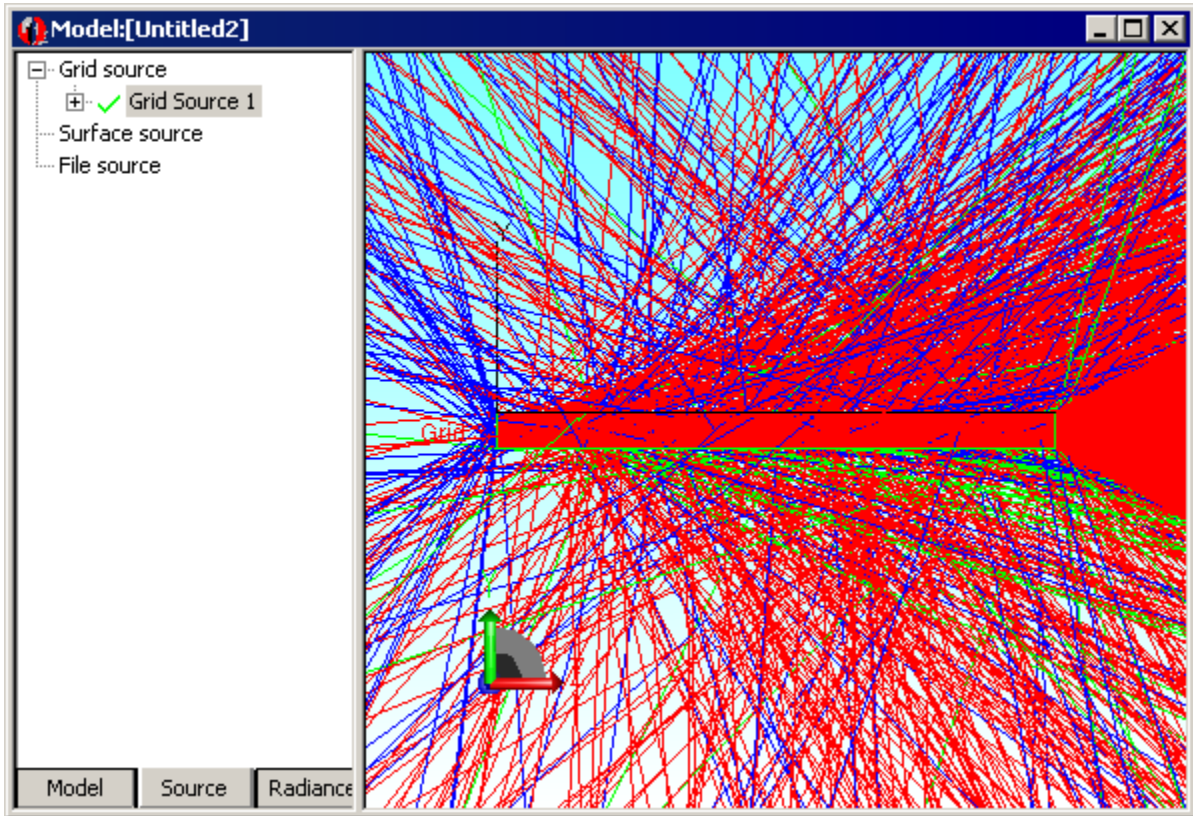 Model:[Untitled2]
Grid source
Grid Source 1
Surface source
File source
Y
Grid
Model
Source
Radiance